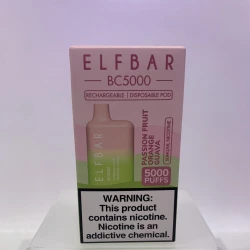 ELFBAR
BC5000
RECHARGEABLE | DISPOSABLE POD
PASSION FRUIT
ORANGE
GUAVA
5000
PUFFS
WARNING:
This product
contains nicotine.
Nicotine is an
addictive chemical.